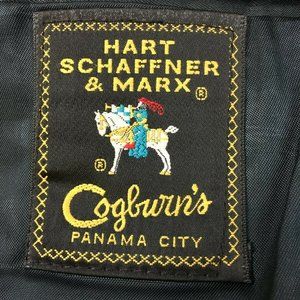 HART
SCHAFFNER
& MARX®
®
Cogburn's
PANAMA CITY